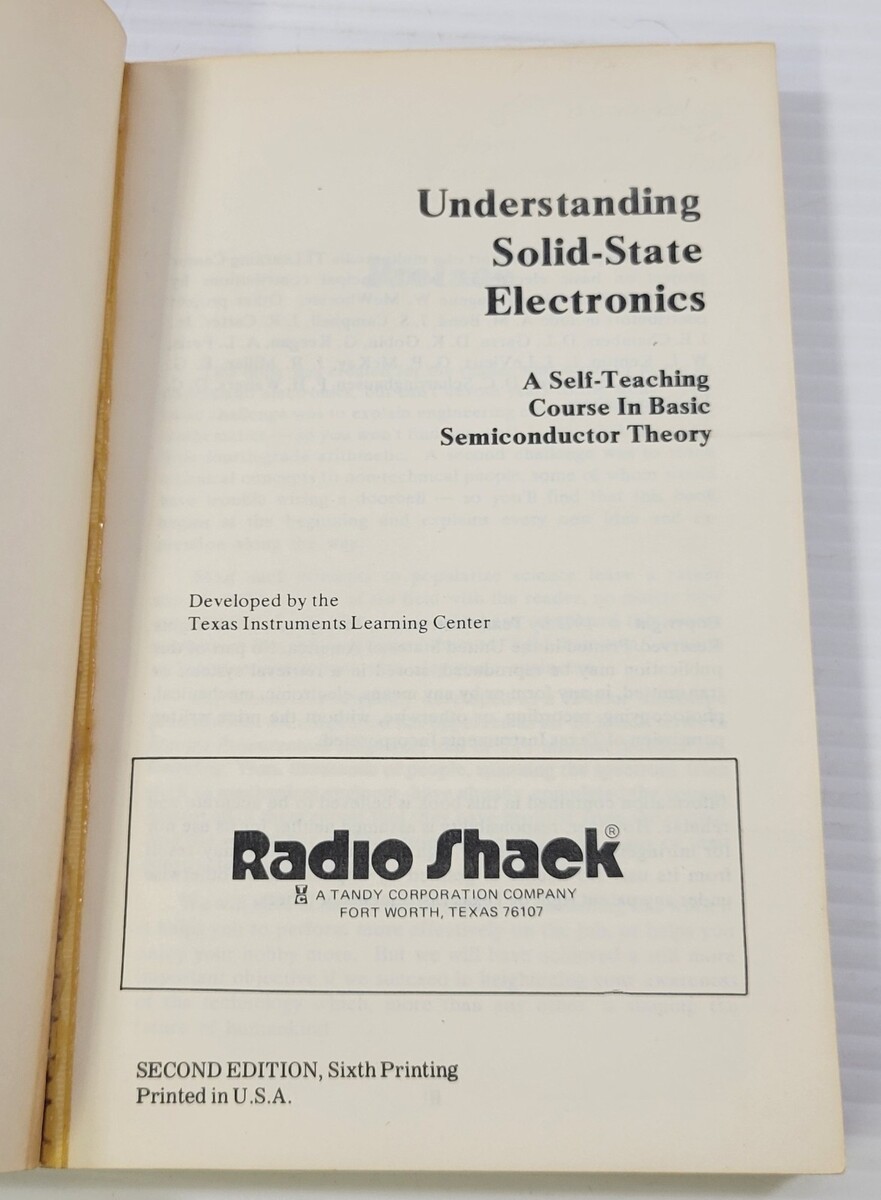 Understanding
Solid-State
Electronics
A Self-Teaching
Course In Basic
Semiconductor Theory
Developed by the
Texas Instruments Learning Center
Radio Shack®
TC A TANDY CORPORATION COMPANY
FORT WORTH, TEXAS 76107
SECOND EDITION, Sixth Printing
Printed in U.S.A.